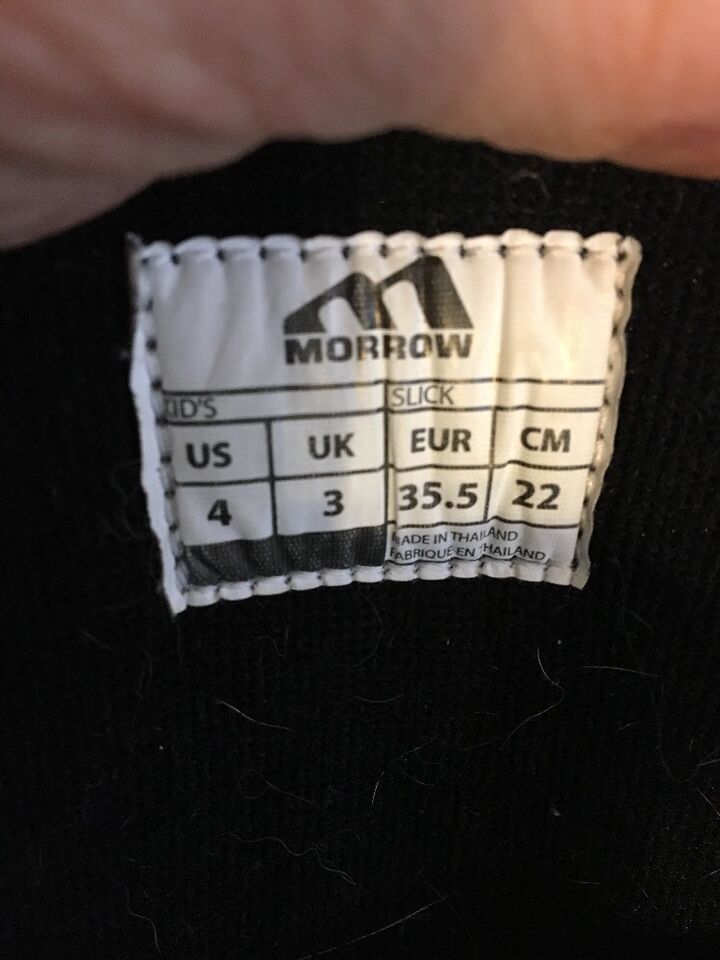 MORROW
KID'S SLICK
US UK EUR CM
4 3 35.5 22
MADE IN THAILAND
FABRIQUE EN THAILAND